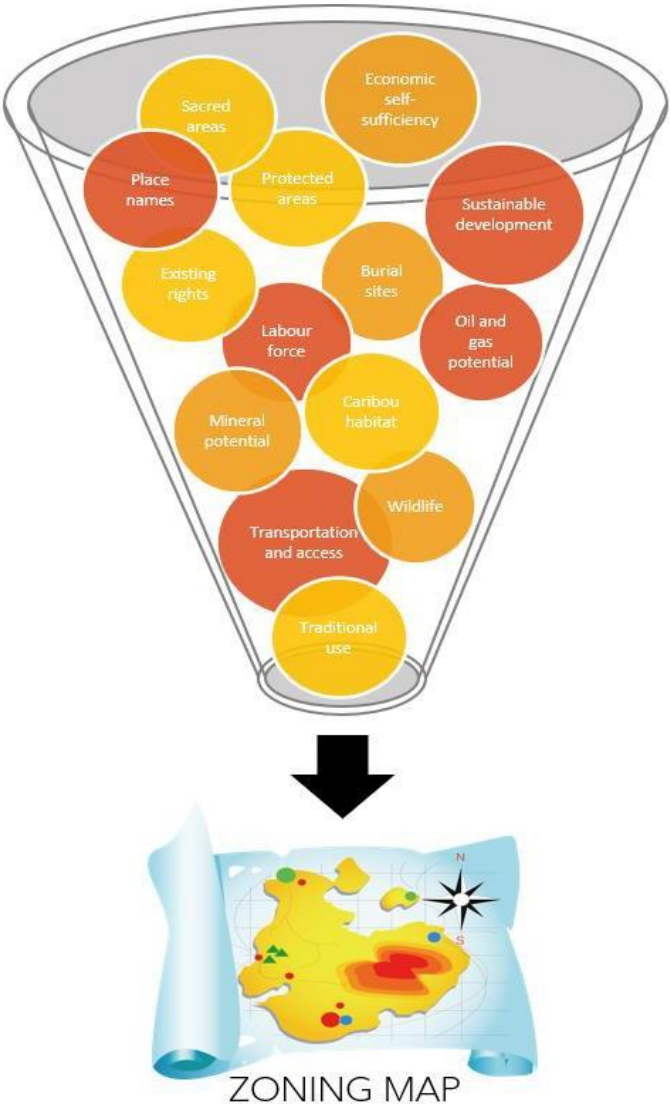 Economic
self-
sufficiency
Sacred
areas
Place
names
Protected
areas
Sustainable
development
Existing
rights
Burial
sites
Labour
force
Oil and
gas
potential
Mineral
potential
Caribou
habitat
Wildlife
Transportation
and access
Traditional
use
N
S
ZONING MAP